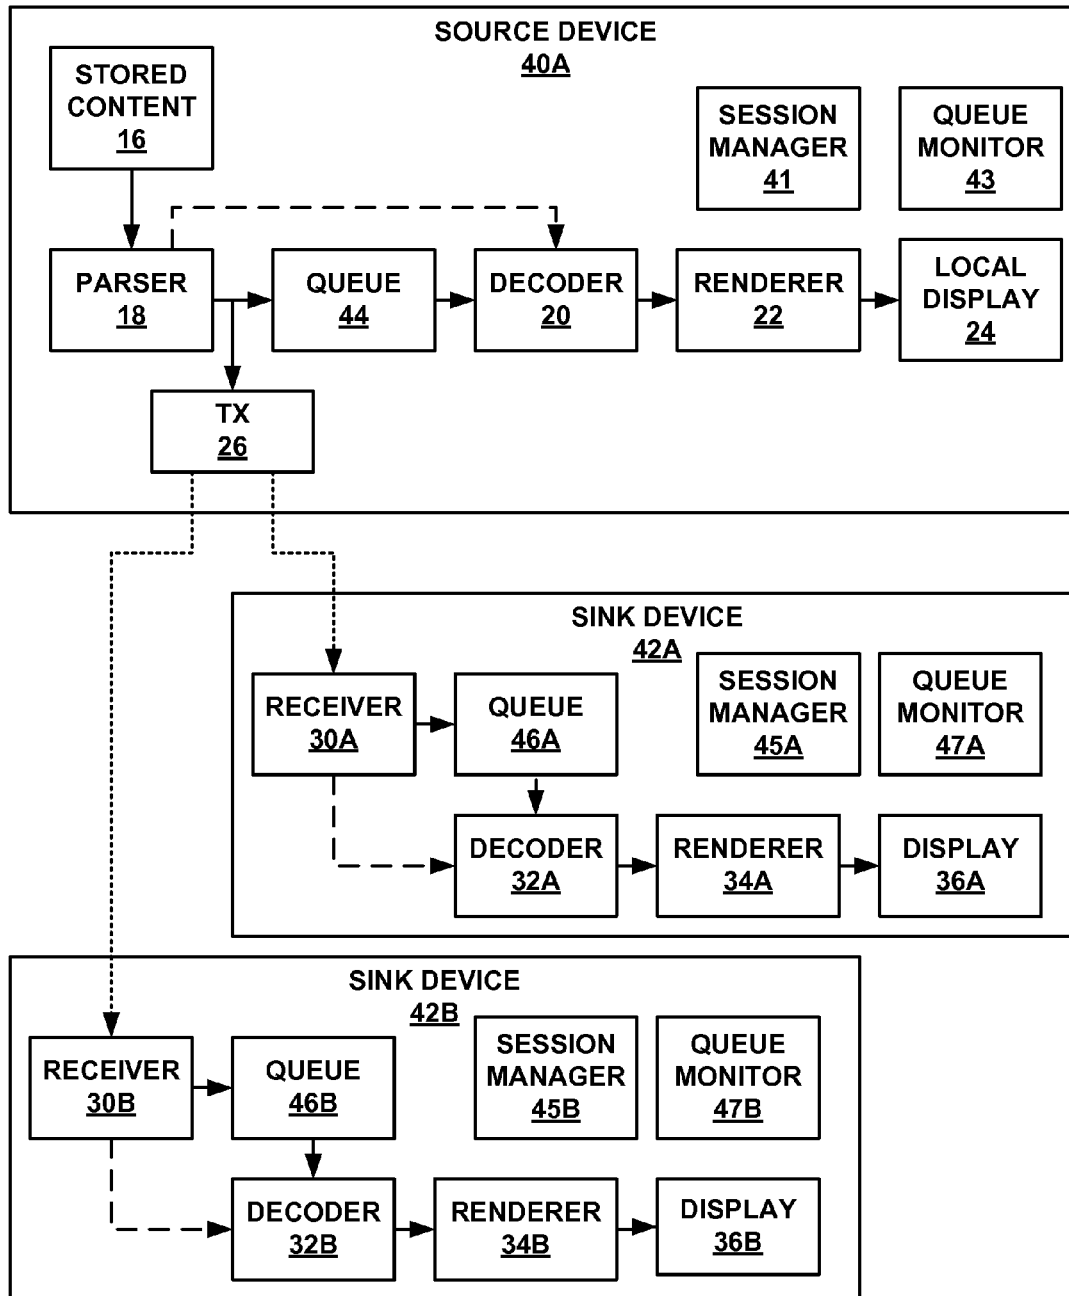 SOURCE DEVICE
40A
STORED
CONTENT
16
SESSION
MANAGER
41
QUEUE
MONITOR
43
PARSER
18
QUEUE
44
DECODER
20
RENDERER
22
LOCAL
DISPLAY
24
TX
26
SINK DEVICE
42A
RECEIVER
30A
QUEUE
46A
SESSION
MANAGER
45A
QUEUE
MONITOR
47A
DECODER
32A
RENDERER
34A
DISPLAY
36A
SINK DEVICE
42B
RECEIVER
30B
QUEUE
46B
SESSION
MANAGER
45B
QUEUE
MONITOR
47B
DECODER
32B
RENDERER
34B
DISPLAY
36B